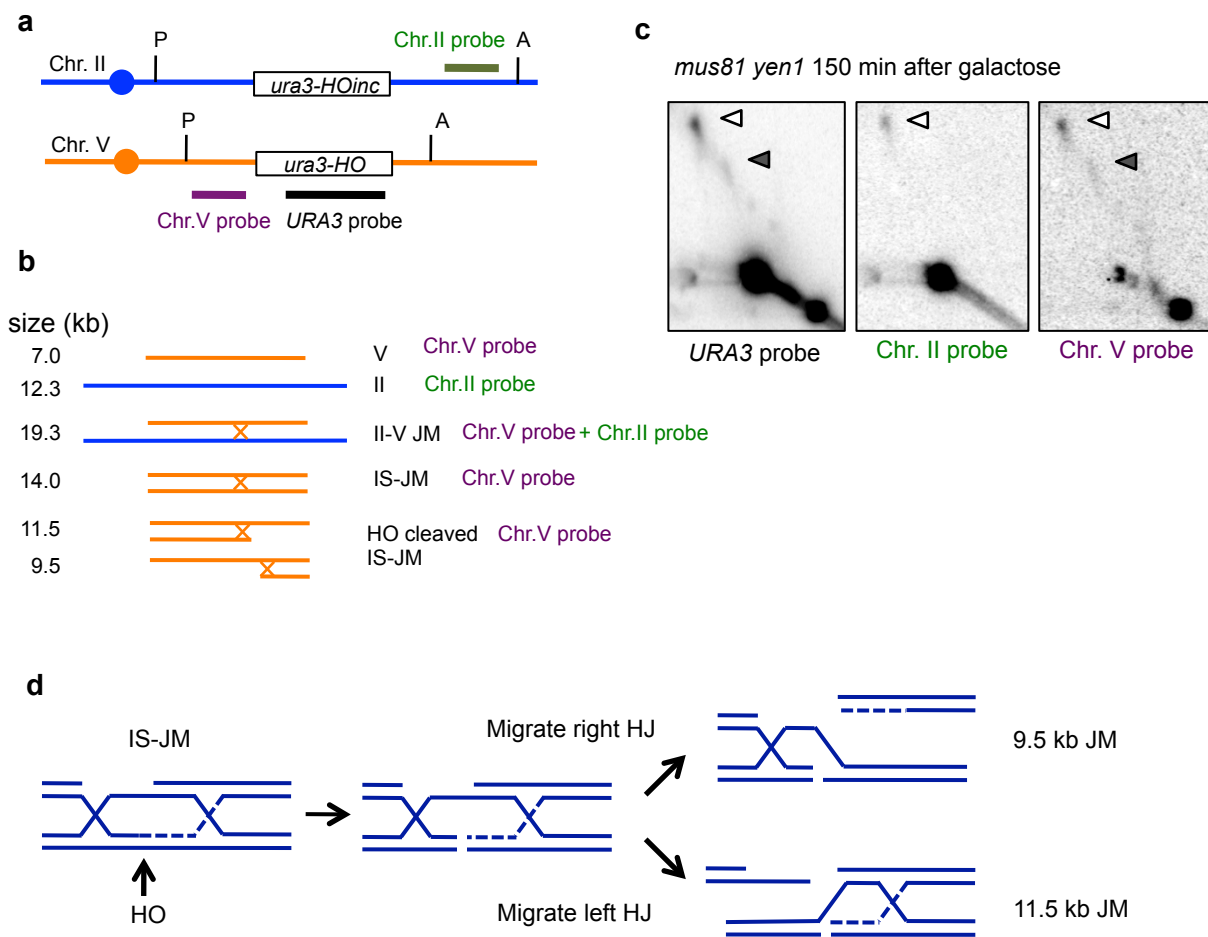 a
Chr. II
P
Chr.II probe
A
ura3-HOinc
Chr. V
P
A
ura3-HO
Chr.V probe
URA3 probe
b
size (kb)
7.0
V
Chr.V probe
12.3
II
Chr.II probe
19.3
II-V JM
Chr.V probe + Chr.II probe
14.0
IS-JM
Chr.V probe
11.5
HO cleaved
Chr.V probe
9.5
IS-JM
c
mus81 yen1 150 min after galactose
URA3 probe
Chr. II probe
Chr. V probe
d
IS-JM
HO
Migrate right HJ
9.5 kb JM
Migrate left HJ
11.5 kb JM